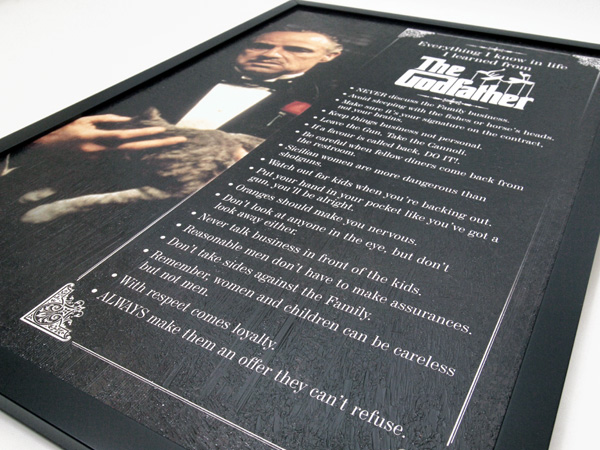 Everything I know in life
I learned from
The
Godfather
• NEVER discuss the Family business.
• Avoid sleeping with the fishes or horse's heads.
• Make sure it's your signature on the contract,
not your brains.
• Keep things business not personal.
• Leave the Gun. Take the Cannoli.
• If a favour is called back, DO IT!.
• Be careful when fellow diners come back from
the restroom.
• Sicilian women are more dangerous than
shotguns.
• Watch out for kids when you're backing out.
• Put your hand in your pocket like you've got a
gun, you'll be alright.
• Oranges should make you nervous.
• Don't look at anyone in the eye, but don't
look away either.
• Never talk business in front of the kids.
• Reasonable men don't have to make assurances.
• Don't take sides against the Family.
• Remember, women and children can be careless
but not men.
• With respect comes loyalty.
• ALWAYS make them an offer they can't refuse.